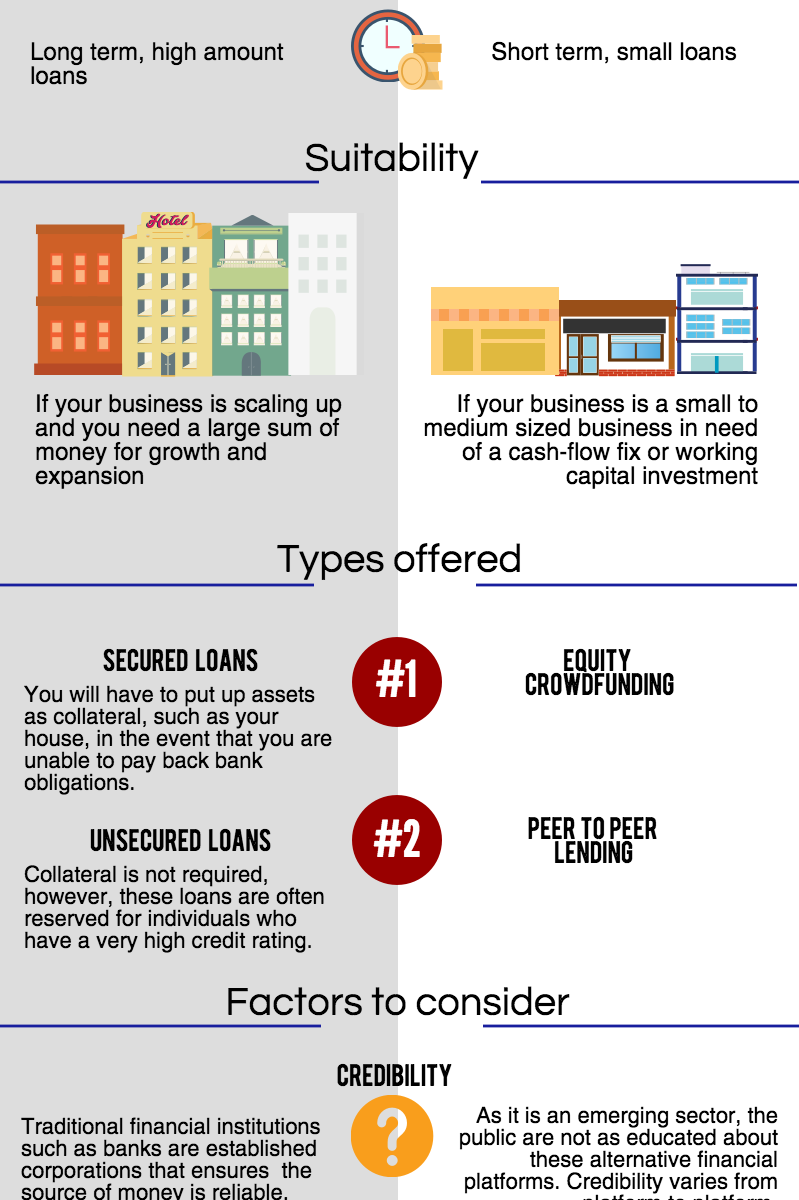 Long term, high amount
loans
Short term, small loans
Suitability
Hotel
If your business is scaling up
and you need a large sum of
money for growth and
expansion
If your business is a small to
medium sized business in need
of a cash-flow fix or working
capital investment
Types offered
SECURED LOANS
You will have to put up assets
as collateral, such as your
house, in the event that you are
unable to pay back bank
obligations.
#1
EQUITY
CROWDFUNDING
UNSECURED LOANS
Collateral is not required,
however, these loans are often
reserved for individuals who
have a very high credit rating.
#2
PEER TO PEER
LENDING
Factors to consider
CREDIBILITY
?
Traditional financial institutions
such as banks are established
corporations that ensures  the
source of money is reliable.
As it is an emerging sector, the
public are not as educated about
these alternative financial
platforms. Credibility varies from
platform to platform.